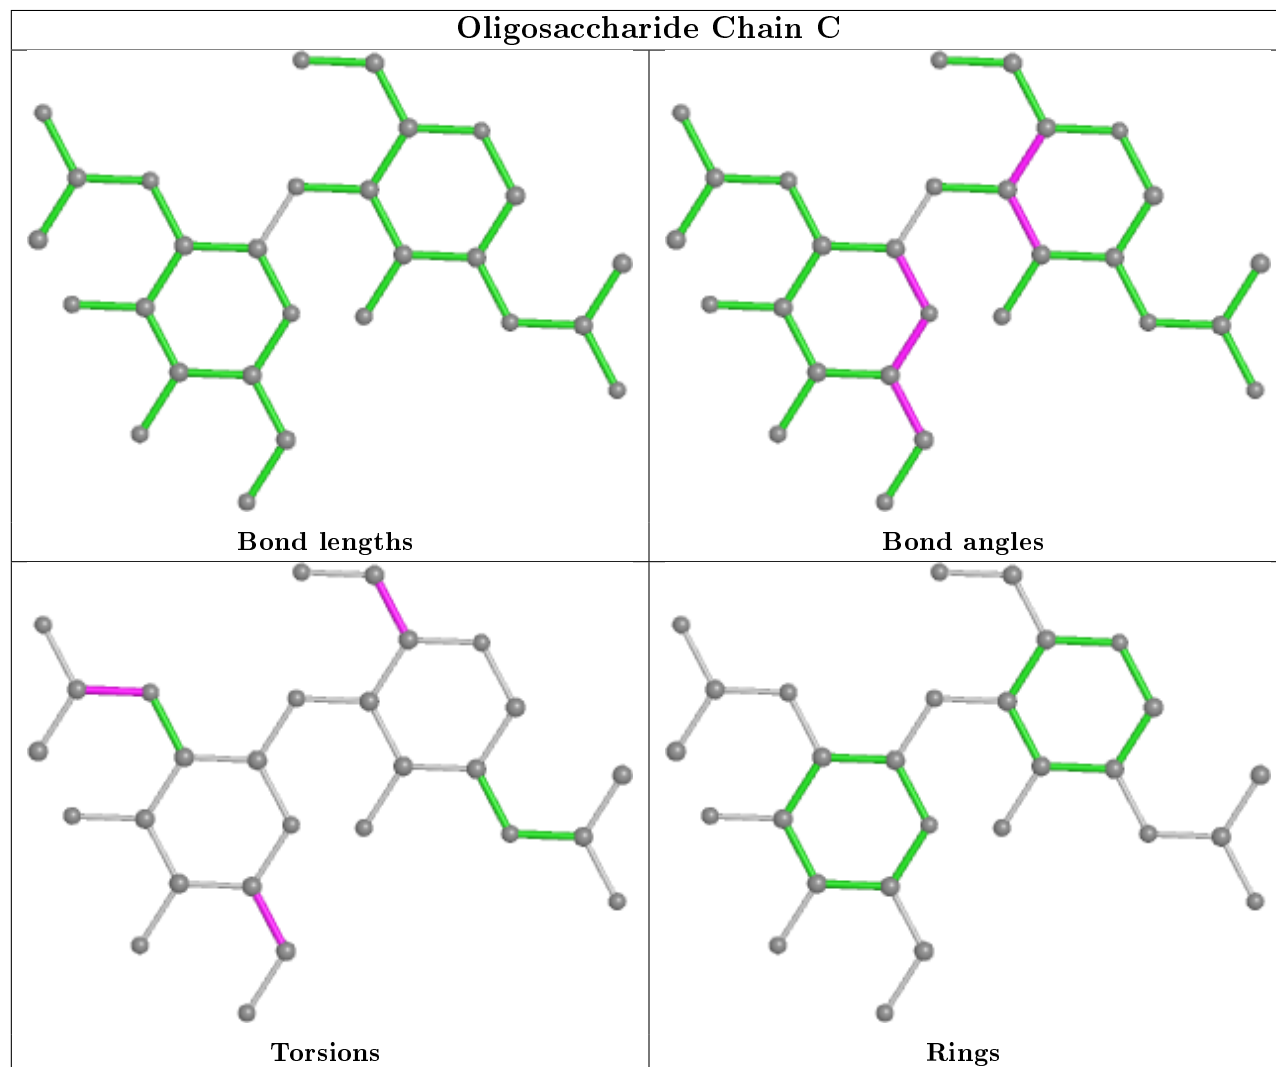 Oligosaccharide Chain C
Bond lengths
Bond angles
Torsions
Rings